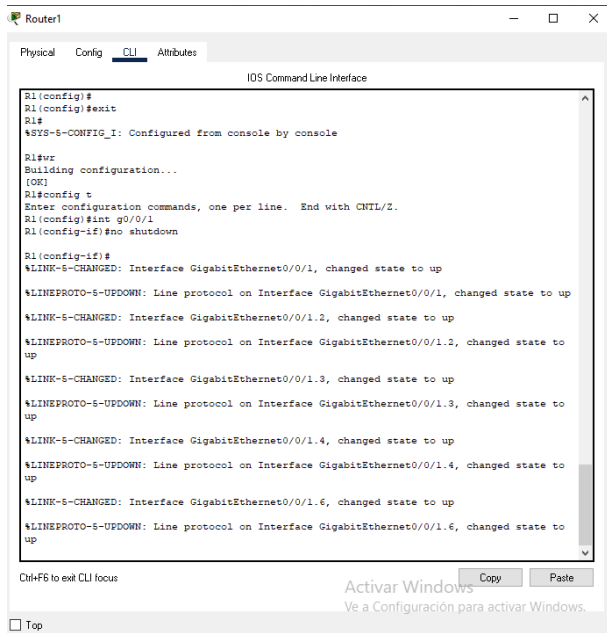 Router1
Physical Config CLI Attributes
IOS Command Line Interface
R1(config)#
R1(config)#exit
R1#
%SYS-5-CONFIG_I: Configured from console by console
R1#wr
Building configuration...
[OK]
R1#config t
Enter configuration commands, one per line.  End with CNTL/Z.
R1(config)#int g0/0/1
R1(config-if)#no shutdown
R1(config-if)#
%LINK-5-CHANGED: Interface GigabitEthernet0/0/1, changed state to up
%LINEPROTO-5-UPDOWN: Line protocol on Interface GigabitEthernet0/0/1, changed state to up
%LINK-5-CHANGED: Interface GigabitEthernet0/0/1.2, changed state to up
%LINEPROTO-5-UPDOWN: Line protocol on Interface GigabitEthernet0/0/1.2, changed state to
up
%LINK-5-CHANGED: Interface GigabitEthernet0/0/1.3, changed state to up
%LINEPROTO-5-UPDOWN: Line protocol on Interface GigabitEthernet0/0/1.3, changed state to
up
%LINK-5-CHANGED: Interface GigabitEthernet0/0/1.4, changed state to up
%LINEPROTO-5-UPDOWN: Line protocol on Interface GigabitEthernet0/0/1.4, changed state to
up
%LINK-5-CHANGED: Interface GigabitEthernet0/0/1.6, changed state to up
%LINEPROTO-5-UPDOWN: Line protocol on Interface GigabitEthernet0/0/1.6, changed state to
up
Ctrl+F6 to exit CLI focus Copy Paste
Activar Windows
Ve a Configuración para activar Windows.
Top